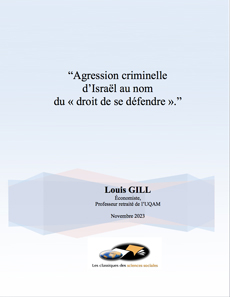 “Agression criminelle
d’Israël au nom
du « droit de se défendre ».”
Louis GILL
Économiste,
Professeur retraité de l’UQAM
Novembre 2023
Les classiques des sciences sociales